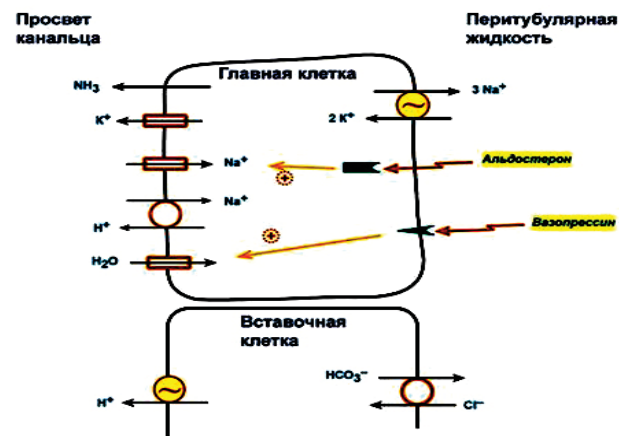 Просвет
канальца
Перитубулярная
жидкость
Главная клетка
NH₃
3 Na⁺
K⁺
2 K⁺
Na⁺
Альдостерон
Na⁺
H⁺
Вазопрессин
H₂O
Вставочная
клетка
HCO₃⁻
H⁺
Cl⁻